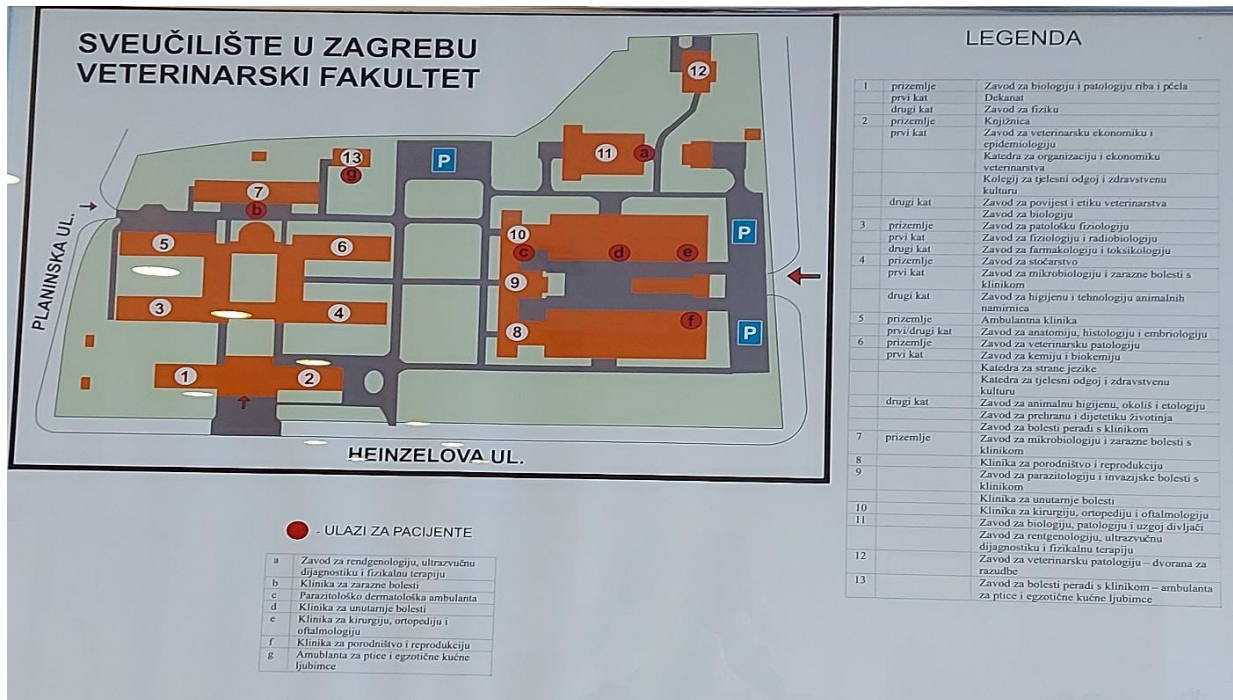 SVEUČILIŠTE U ZAGREBU
VETERINARSKI FAKULTET
12
11
a
P
13
g
7
b
5
6
10
c
d
e
P
9
3
4
8
f
P
1
2
PLANINSKA UL.
HEINZELOVA UL.
LEGENDA
1 prizemlje Zavod za biologiju i patologiju riba i pčela
prvi kat Dekanat
drugi kat Zavod za fiziku
2 prizemlje Knjižnica
prvi kat Zavod za veterinarsku ekonomiku i
epidemiologiju
Katedra za organizaciju i ekonomiku
veterinarstva
Kolegij za tjelesni odgoj i zdravstvenu
kulturu
drugi kat Zavod za povijest i etiku veterinarstva
Zavod za biologiju
3 prizemlje Zavod za patološku fiziologiju
prvi kat Zavod za fiziologiju i radiobiologiju
drugi kat Zavod za farmakologiju i toksikologiju
4 prizemlje Zavod za stočarstvo
prvi kat Zavod za mikrobiologiju i zarazne bolesti s
klinikom
drugi kat Zavod za higijenu i tehnologiju animalnih
namirnica
5 prizemlje Ambulantna klinika
prvi/drugi kat Zavod za anatomiju, histologiju i embriologiju
6 prizemlje Zavod za veterinarsku patologiju
prvi kat Zavod za kemiju i biokemiju
Katedra za strane jezike
Katedra za tjelesni odgoj i zdravstvenu
kulturu
drugi kat Zavod za animalnu higijenu, okoliš i etologiju
Zavod za prehranu i dijetetiku životinja
Zavod za bolesti peradi s klinikom
7 prizemlje Zavod za mikrobiologiju i zarazne bolesti s
klinikom
8 Klinika za porodništvo i reprodukciju
9 Zavod za parazitologiju i invazijske bolesti s
klinikom
Klinika za unutarnje bolesti
10 Klinika za kirurgiju, ortopediju i oftalmologiju
11 Zavod za biologiju, patologiju i uzgoj divljači
Zavod za rentgenologiju, ultrazvučnu
dijagnostiku i fizikalnu terapiju
12 Zavod za veterinarsku patologiju – dvorana za
razudbe
13 Zavod za bolesti peradi s klinikom – ambulanta
za ptice i egzotične kućne ljubimce
- ULAZI ZA PACIJENTE
a Zavod za rendgenologiju, ultrazvučnu
dijagnostiku i fizikalnu terapiju
b Klinika za zarazne bolesti
c Parazitološko dermatološka ambulanta
d Klinika za unutarnje bolesti
e Klinika za kirurgiju, ortopediju i
oftalmologiju
f Klinika za porodništvo i reprodukciju
g Amublanta za ptice i egzotične kućne
ljubimce